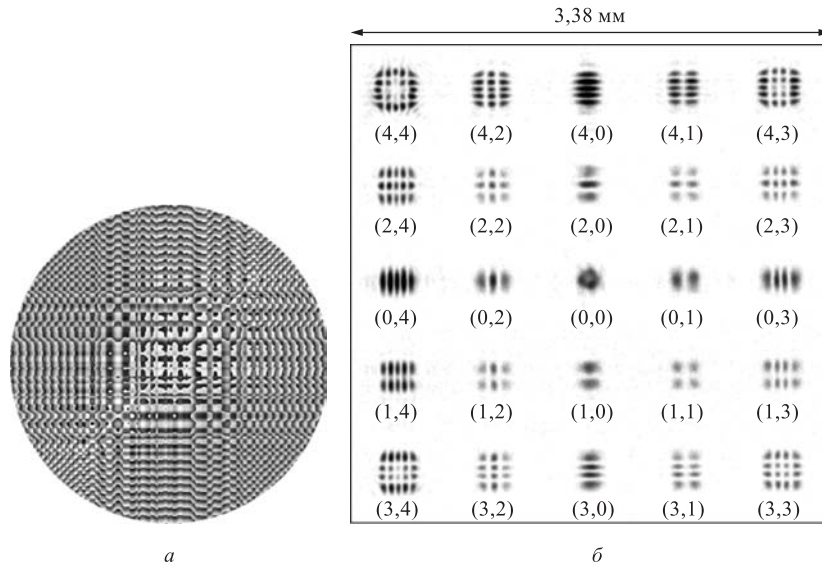 3,38 мм
(4,4) (4,2) (4,0) (4,1) (4,3)
(2,4) (2,2) (2,0) (2,1) (2,3)
(0,4) (0,2) (0,0) (0,1) (0,3)
(1,4) (1,2) (1,0) (1,1) (1,3)
(3,4) (3,2) (3,0) (3,1) (3,3)
а б